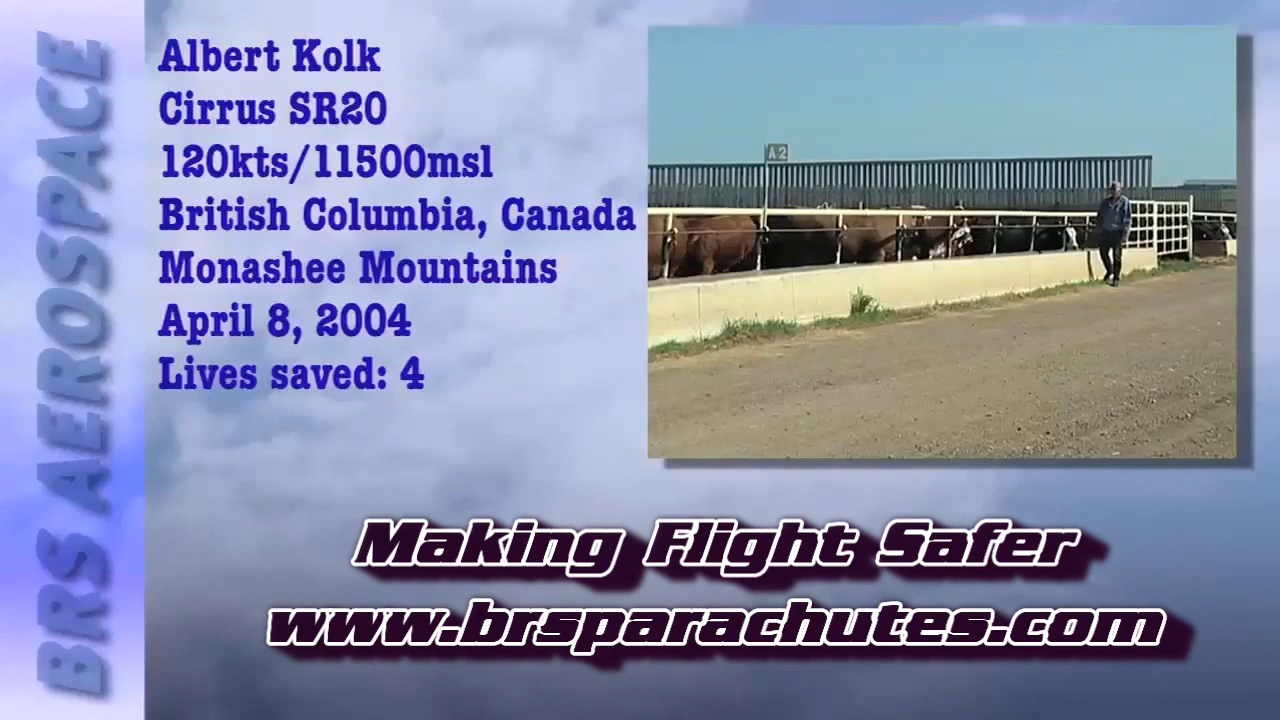 BRS AEROSPACE
Albert Kolk
Cirrus SR20
120kts/11500msl
British Columbia, Canada
Monashee Mountains
April 8, 2004
Lives saved: 4
A2
Making Flight Safer
www.brsparachutes.com